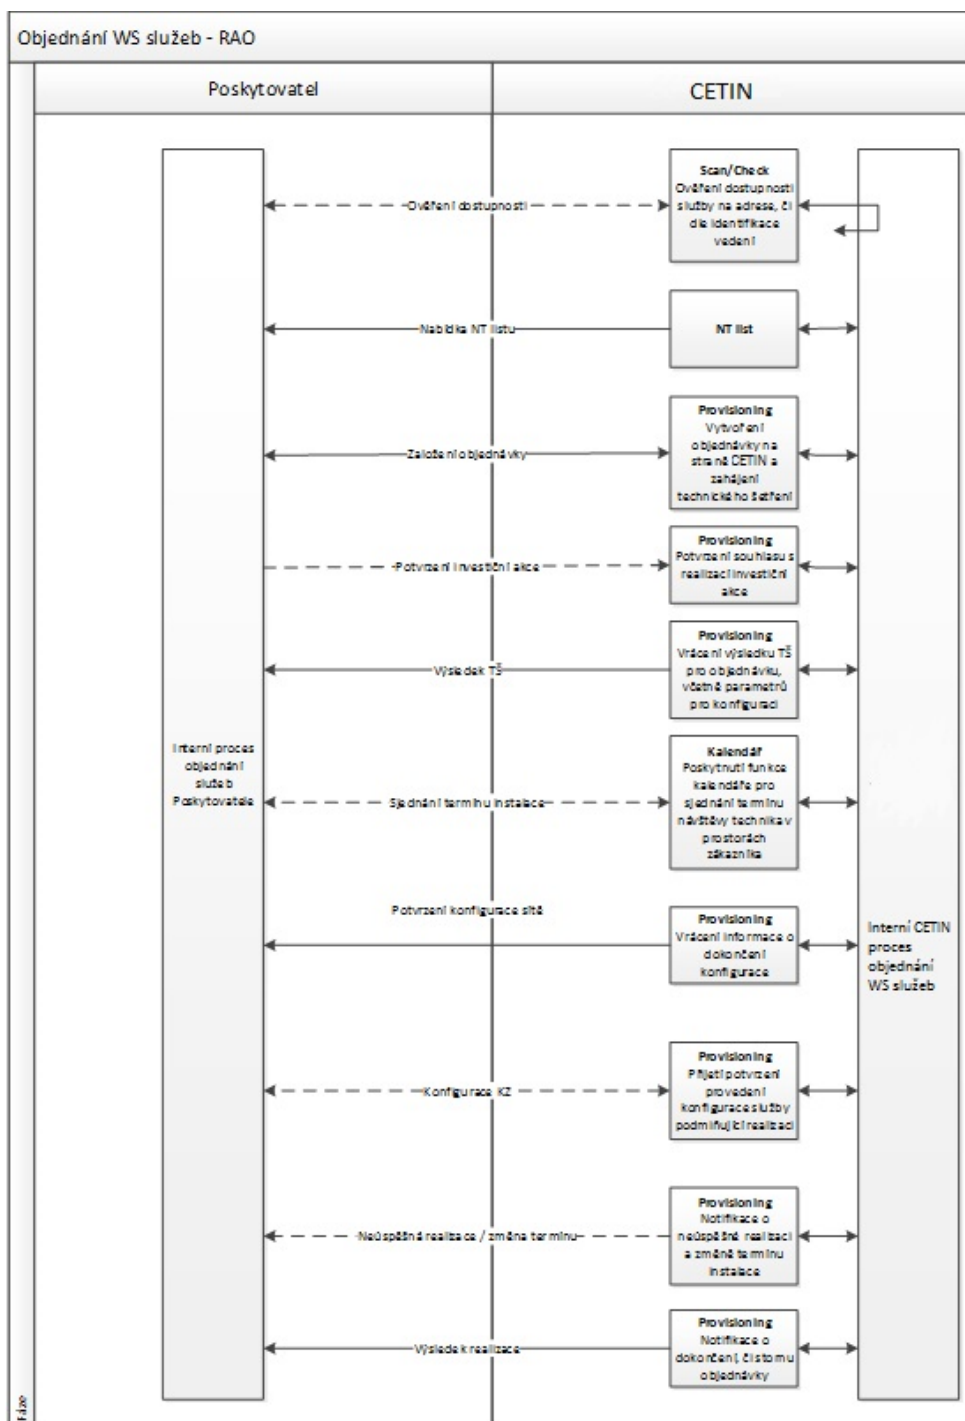 Objednání WS služeb - RAO
Poskytovatel
CETIN
Scan/Check
Ověření dostupnosti
služby na adrese, či
dle identifikace
vedení
Ověření dostupnosti
Nabídka NT listu
NT list
Provisioning
Vytvoření
objednávky na
straně CETIN a
zahájení
technického šetření
Založení objednávky
Provisioning
Potvrzení souhlasu s
realizací investiční
akce
Potvrzení investiční akce
Provisioning
Vrácení výsledku TŠ
pro objednávku,
včetně parametrů
pro konfiguraci
Výsledek TŠ
Interní proces
objednání
služeb
Poskytovatele
Kalendář
Poskytnutí funkce
kalendáře pro
sjednání termínu
návštěvy technika v
prostorách
zákazníka
Sjednání termínu instalace
Potvrzení konfigurace sítě
Provisioning
Vrácení informace o
dokončení
konfigurace
Interní CETIN
proces
objednání
WS služeb
Provisioning
Přijetí potvrzení
provedení
konfigurace služby
podmiňující realizaci
Konfigurace KZ
Provisioning
Notifikace o
neúspěšné realizaci
a změně termínu
instalace
Neúspěšná realizace / změna termínu
Provisioning
Notifikace o
dokončení, či stornu
objednávky
Výsledek realizace
Fáze